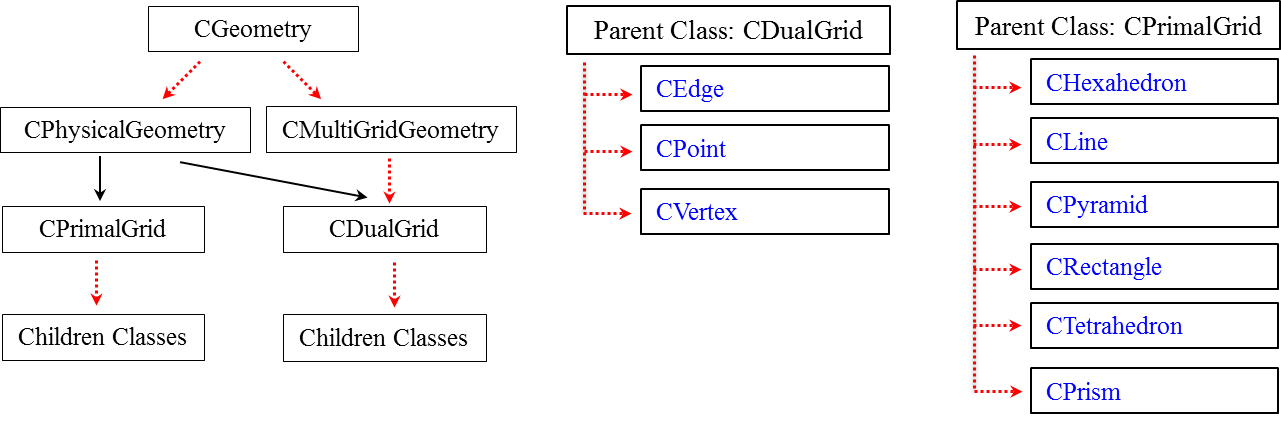 CGeometry
CPhysicalGeometry
CMultiGridGeometry
CPrimalGrid
CDualGrid
Children Classes
Children Classes
Parent Class: CDualGrid
CEdge
CPoint
CVertex
Parent Class: CPrimalGrid
CHexahedron
CLine
CPyramid
CRectangle
CTetrahedron
CPrism